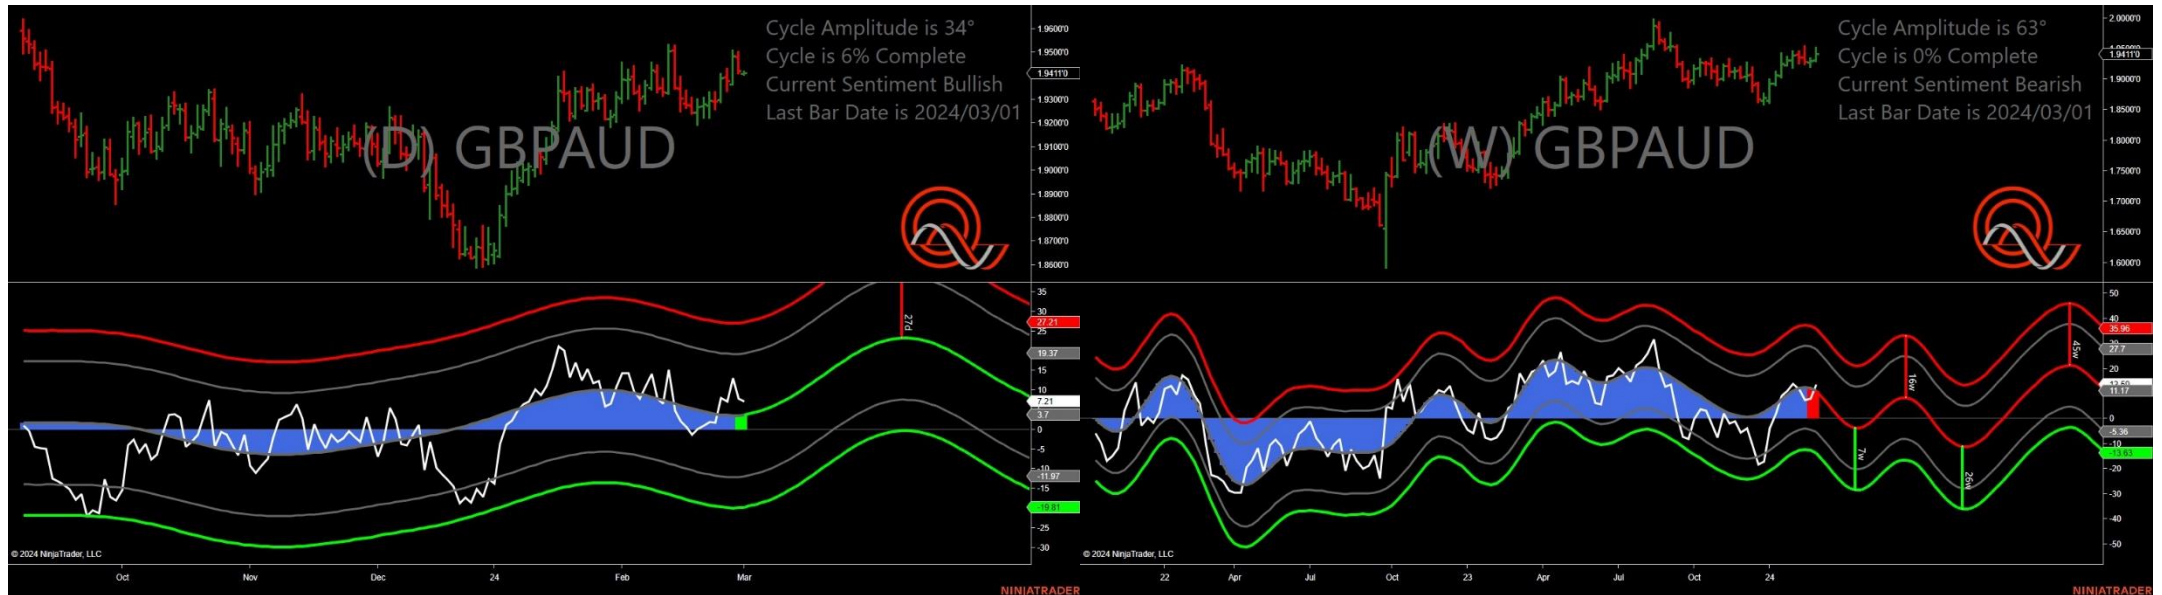 Cycle Amplitude is 34°
Cycle is 6% Complete
Current Sentiment Bullish
Last Bar Date is 2024/03/01
(D) GBPAUD
1.9600'0
1.9500'0
1.9411'0
1.9300'0
1.9200'0
1.9100'0
1.9000'0
1.8900'0
1.8800'0
1.8700'0
1.8600'0
35
30
27.21
25
19.37
15
10
7.21
3.7
0
-5
-10
-11.97
-15
-19.81
-25
-30
27d
© 2024 NinjaTrader, LLC
Oct
Nov
Dec
24
Feb
Mar
NINJATRADER
Cycle Amplitude is 63°
Cycle is 0% Complete
Current Sentiment Bearish
Last Bar Date is 2024/03/01
(W) GBPAUD
2.0000'0
1.9411'0
1.9000'0
1.8500'0
1.8000'0
1.7500'0
1.7000'0
1.6500'0
1.6000'0
50
40
35.96
27.7
20
11.17
0
-5.36
-10
-13.63
-20
-30
-40
-50
7w
16w
26w
45w
© 2024 NinjaTrader, LLC
22
Apr
Jul
Oct
23
Apr
Jul
Oct
24
NINJATRADER